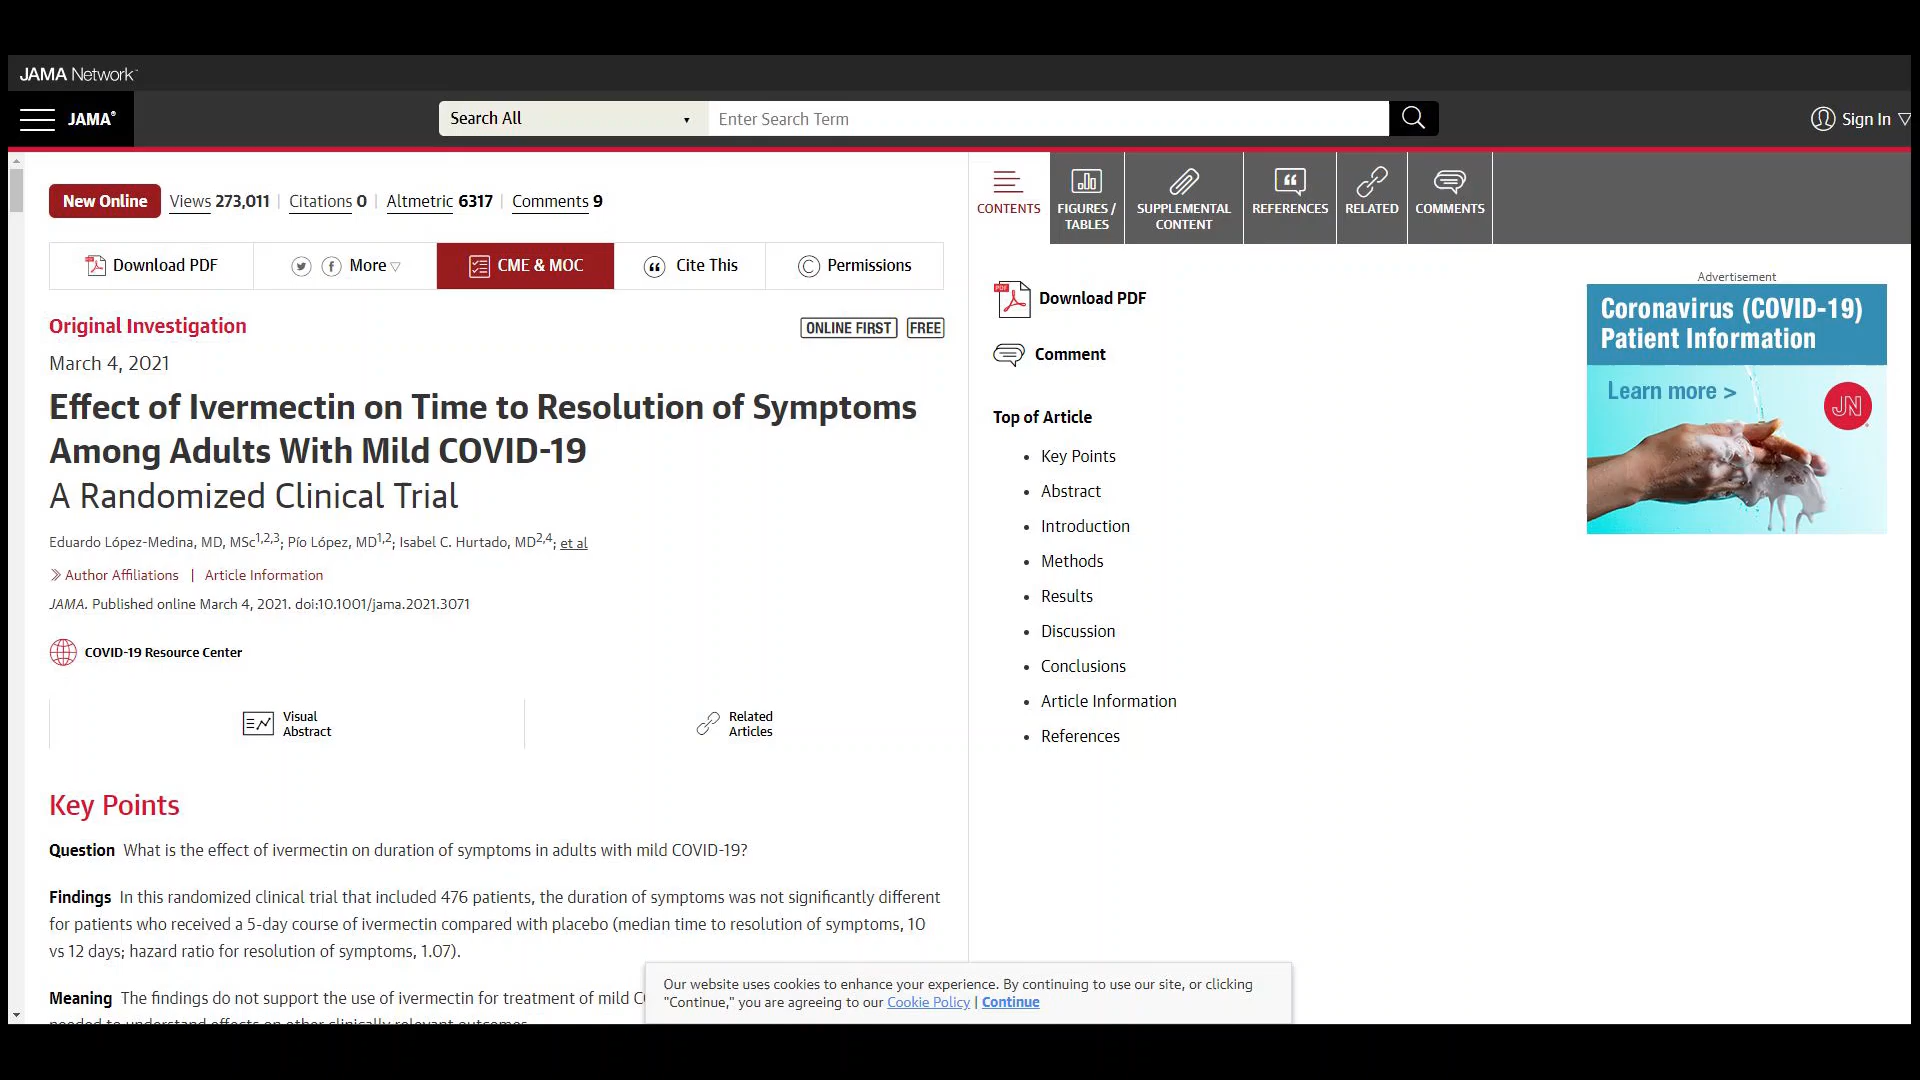 JAMA Network
JAMA®
Search All
Enter Search Term
Sign In
New Online Views 273,011 | Citations 0 | Altmetric 6317 | Comments 9
Download PDF
More
CME & MOC
Cite This
Permissions
Original Investigation
ONLINE FIRST FREE
March 4, 2021
Effect of Ivermectin on Time to Resolution of Symptoms
Among Adults With Mild COVID-19
A Randomized Clinical Trial
Eduardo López-Medina, MD, MSc1,2,3; Pío López, MD1,2; Isabel C. Hurtado, MD2,4; et al
Author Affiliations | Article Information
JAMA. Published online March 4, 2021. doi:10.1001/jama.2021.3071
COVID-19 Resource Center
Visual
Abstract
Related
Articles
Key Points
Question What is the effect of ivermectin on duration of symptoms in adults with mild COVID-19?
Findings In this randomized clinical trial that included 476 patients, the duration of symptoms was not significantly different
for patients who received a 5-day course of ivermectin compared with placebo (median time to resolution of symptoms, 10
vs 12 days; hazard ratio for resolution of symptoms, 1.07).
Meaning The findings do not support the use of ivermectin for treatment of mild
needed to understand effects on other clinically relevant outcomes.
CONTENTS
FIGURES /
TABLES
SUPPLEMENTAL
CONTENT
REFERENCES
RELATED
COMMENTS
PDF
Download PDF
Comment
Top of Article
Key Points
Abstract
Introduction
Methods
Results
Discussion
Conclusions
Article Information
References
Advertisement
Coronavirus (COVID-19)
Patient Information
Learn more >
JN
Our website uses cookies to enhance your experience. By continuing to use our site, or clicking
"Continue," you are agreeing to our Cookie Policy | Continue